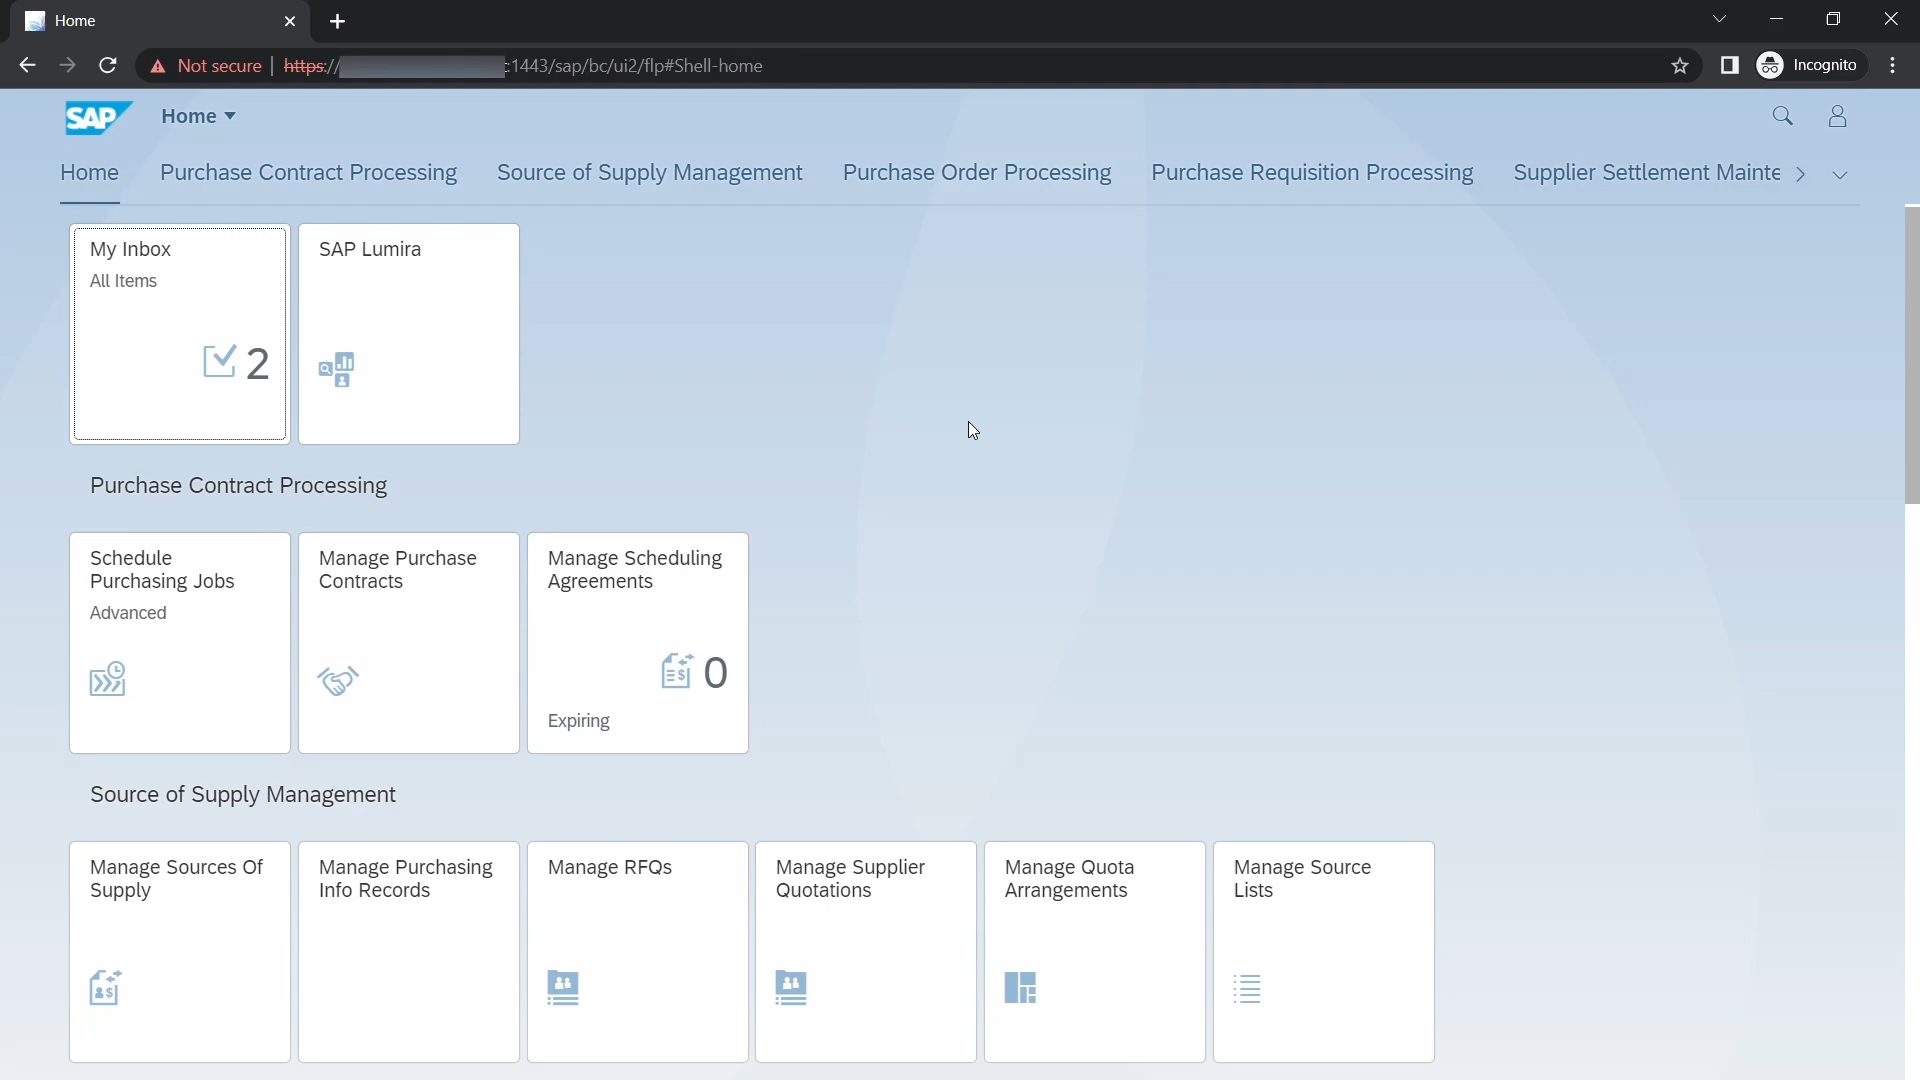 Home
Not secure https:// :1443/sap/bc/ui2/flp#Shell-home
Incognito
SAP Home
Home Purchase Contract Processing Source of Supply Management Purchase Order Processing Purchase Requisition Processing Supplier Settlement Mainte
My Inbox
All Items
2
SAP Lumira
Purchase Contract Processing
Schedule
Purchasing Jobs
Advanced
Manage Purchase
Contracts
Manage Scheduling
Agreements
0
Expiring
Source of Supply Management
Manage Sources Of
Supply
Manage Purchasing
Info Records
Manage RFQs
Manage Supplier
Quotations
Manage Quota
Arrangements
Manage Source
Lists